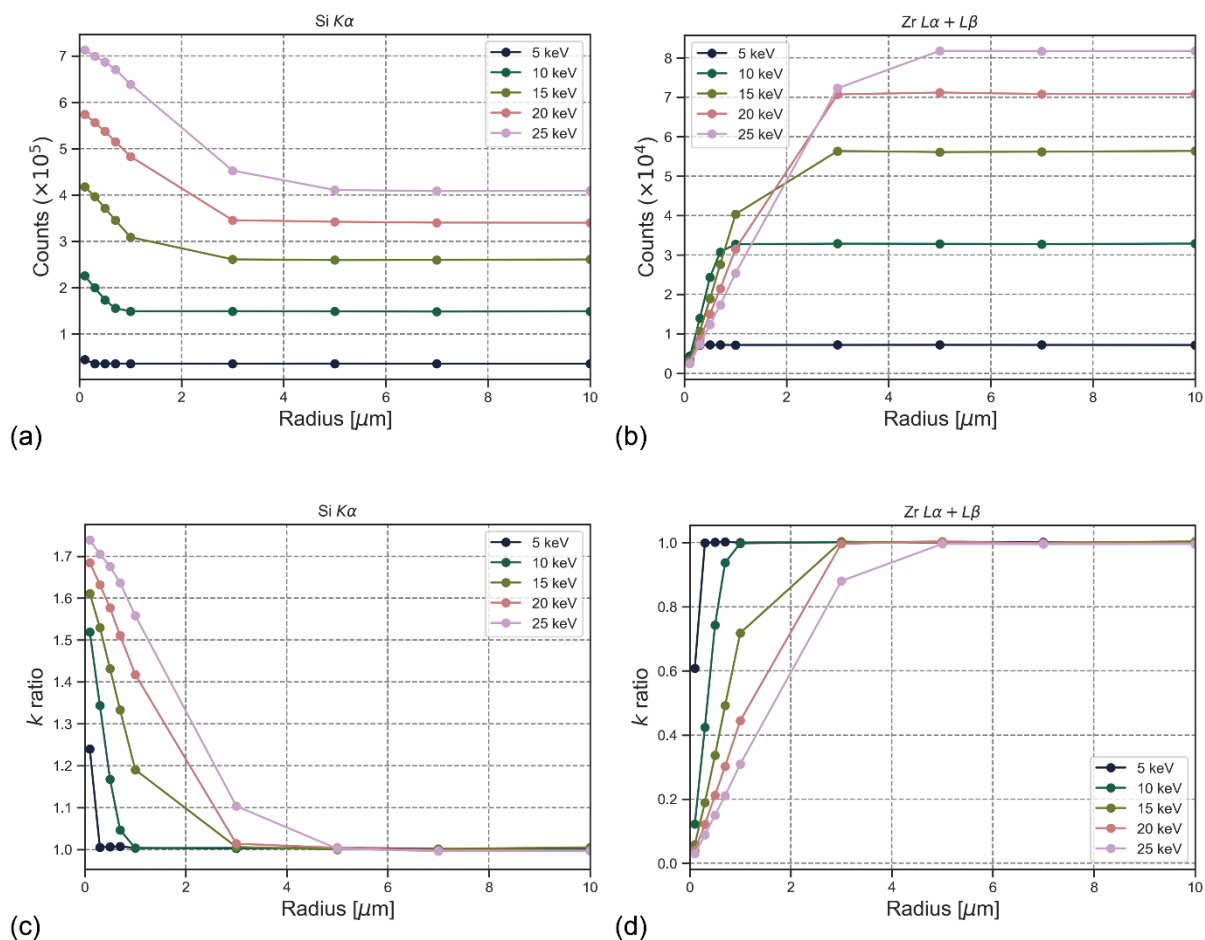 Si Kα
7
6
5
4
3
2
1
Counts (×10⁵)
5 keV
10 keV
15 keV
20 keV
25 keV
0 2 4 6 8 10
Radius [μm]
(a)
Zr Lα + Lβ
8
7
6
5
4
3
2
1
0
Counts (×10⁴)
5 keV
10 keV
15 keV
20 keV
25 keV
0 2 4 6 8 10
Radius [μm]
(b)
Si Kα
1.7
1.6
1.5
1.4
1.3
1.2
1.1
1.0
k ratio
5 keV
10 keV
15 keV
20 keV
25 keV
0 2 4 6 8 10
Radius [μm]
(c)
Zr Lα + Lβ
1.0
0.8
0.6
0.4
0.2
0.0
k ratio
5 keV
10 keV
15 keV
20 keV
25 keV
0 2 4 6 8 10
Radius [μm]
(d)